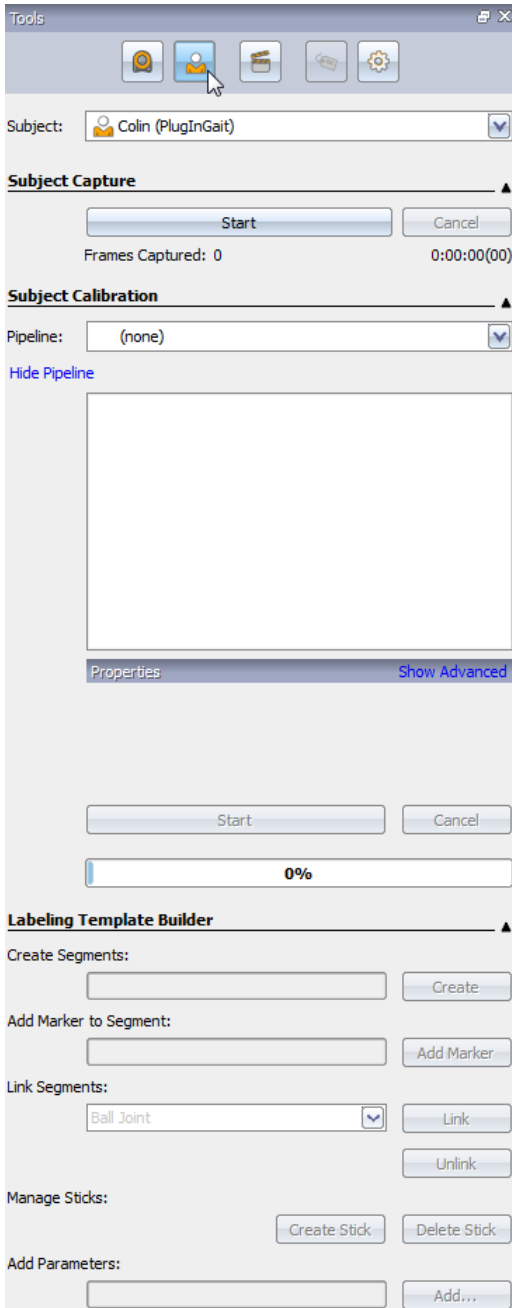 Tools
Subject: Colin (PlugInGait)
Subject Capture
Start Cancel
Frames Captured: 0 0:00:00(00)
Subject Calibration
Pipeline: (none)
Hide Pipeline
Properties Show Advanced
Start Cancel
0%
Labeling Template Builder
Create Segments:
Create
Add Marker to Segment:
Add Marker
Link Segments:
Ball Joint Link
Unlink
Manage Sticks:
Create Stick Delete Stick
Add Parameters:
Add...